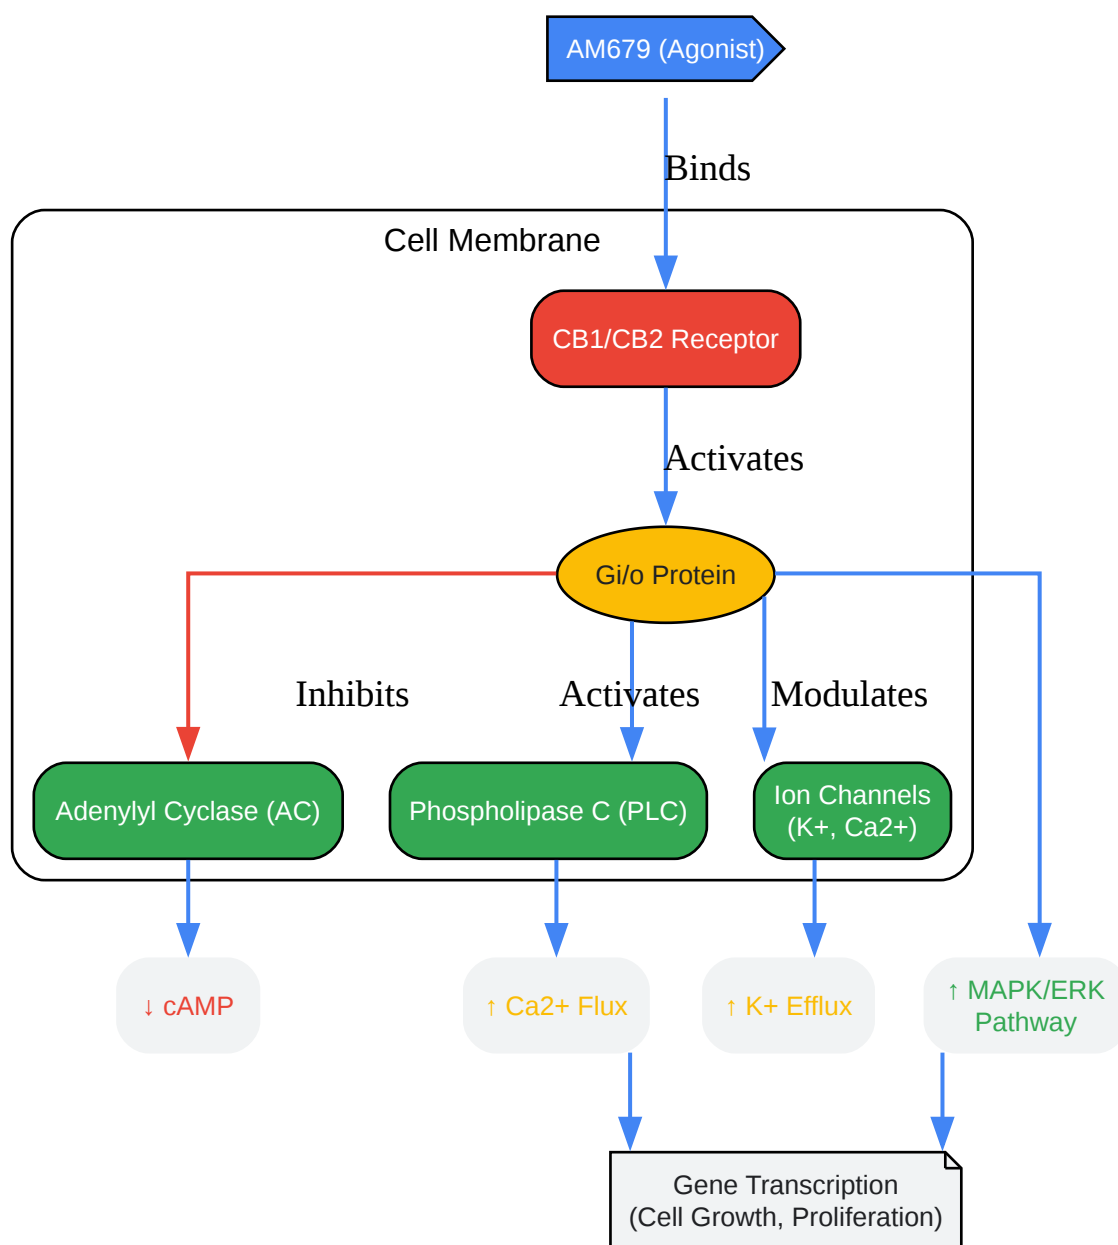 AM679 (Agonist)
Binds
Cell Membrane
CB1/CB2 Receptor
Activates
Gi/o Protein
Inhibits
Activates
Modulates
Adenylyl Cyclase (AC)
Phospholipase C (PLC)
Ion Channels
(K+, Ca2+)
↓ cAMP
↑ Ca2+ Flux
↑ K+ Efflux
↑ MAPK/ERK
Pathway
Gene Transcription
(Cell Growth, Proliferation)